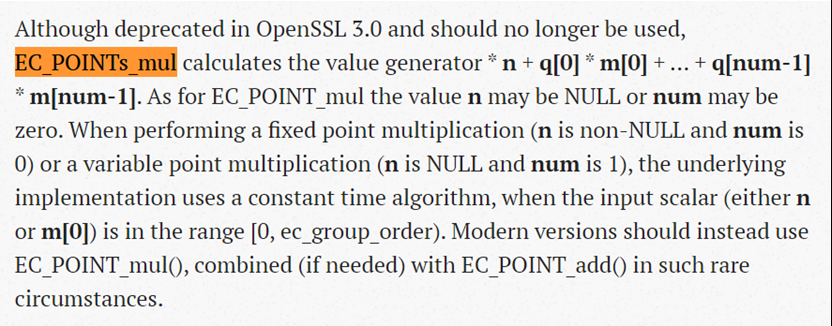 Although deprecated in OpenSSL 3.0 and should no longer be used,
EC_POINTs_mul calculates the value generator * n + q[0] * m[0] + ... + q[num-1]
* m[num-1]. As for EC_POINT_mul the value n may be NULL or num may be
zero. When performing a fixed point multiplication (n is non-NULL and num is
0) or a variable point multiplication (n is NULL and num is 1), the underlying
implementation uses a constant time algorithm, when the input scalar (either n
or m[0]) is in the range [0, ec_group_order). Modern versions should instead use
EC_POINT_mul(), combined (if needed) with EC_POINT_add() in such rare
circumstances.